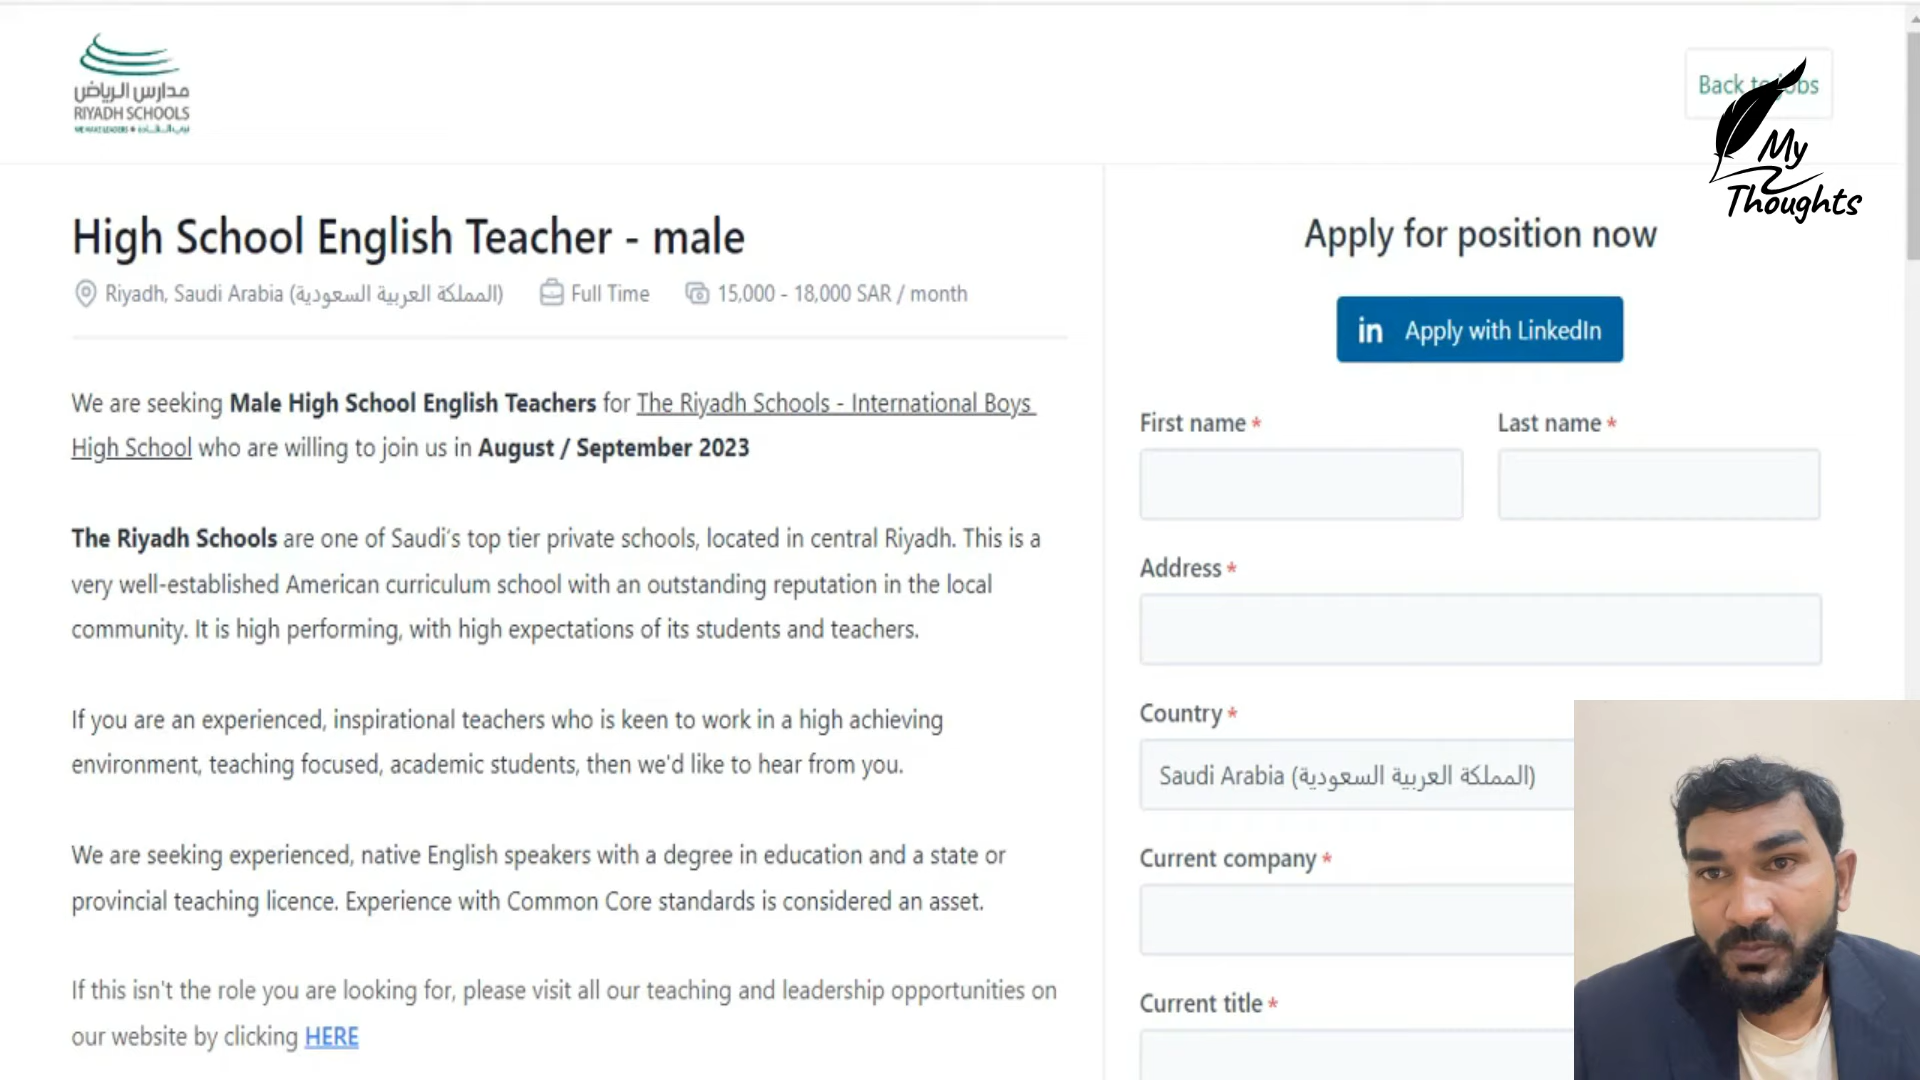 مدارس الرياض
RIYADH SCHOOLS
WE MAKE LEADERS
Back to Jobs
My
Thoughts
High School English Teacher - male
Riyadh, Saudi Arabia (المملكة العربية السعودية)
Full Time
15,000 - 18,000 SAR / month
We are seeking Male High School English Teachers for The Riyadh Schools - International Boys
High School who are willing to join us in August / September 2023
The Riyadh Schools are one of Saudi's top tier private schools, located in central Riyadh. This is a
very well-established American curriculum school with an outstanding reputation in the local
community. It is high performing, with high expectations of its students and teachers.
If you are an experienced, inspirational teachers who is keen to work in a high achieving
environment, teaching focused, academic students, then we'd like to hear from you.
We are seeking experienced, native English speakers with a degree in education and a state or
provincial teaching licence. Experience with Common Core standards is considered an asset.
If this isn't the role you are looking for, please visit all our teaching and leadership opportunities on
our website by clicking HERE
Apply for position now
in Apply with LinkedIn
First name *
Last name *
Address *
Country *
Saudi Arabia (المملكة العربية السعودية)
Current company *
Current title *